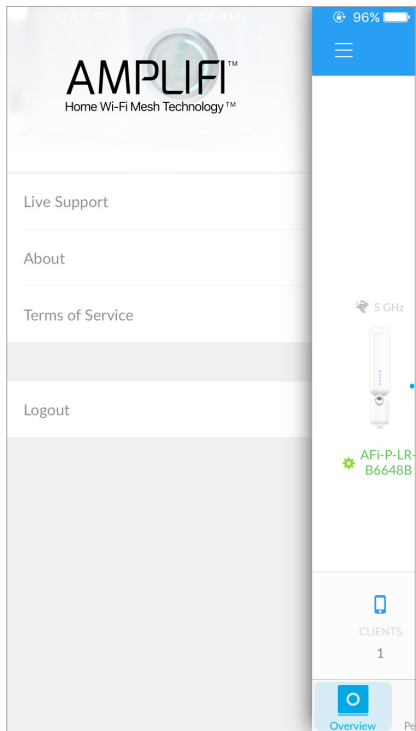 AT&T
9:28 AM
96%
AMPLIFI™
Home Wi-Fi Mesh Technology™
Live Support
About
Terms of Service
Logout
5 GHz
AFi-P-LR-
B6648B
CLIENTS
1
Overview
Pe